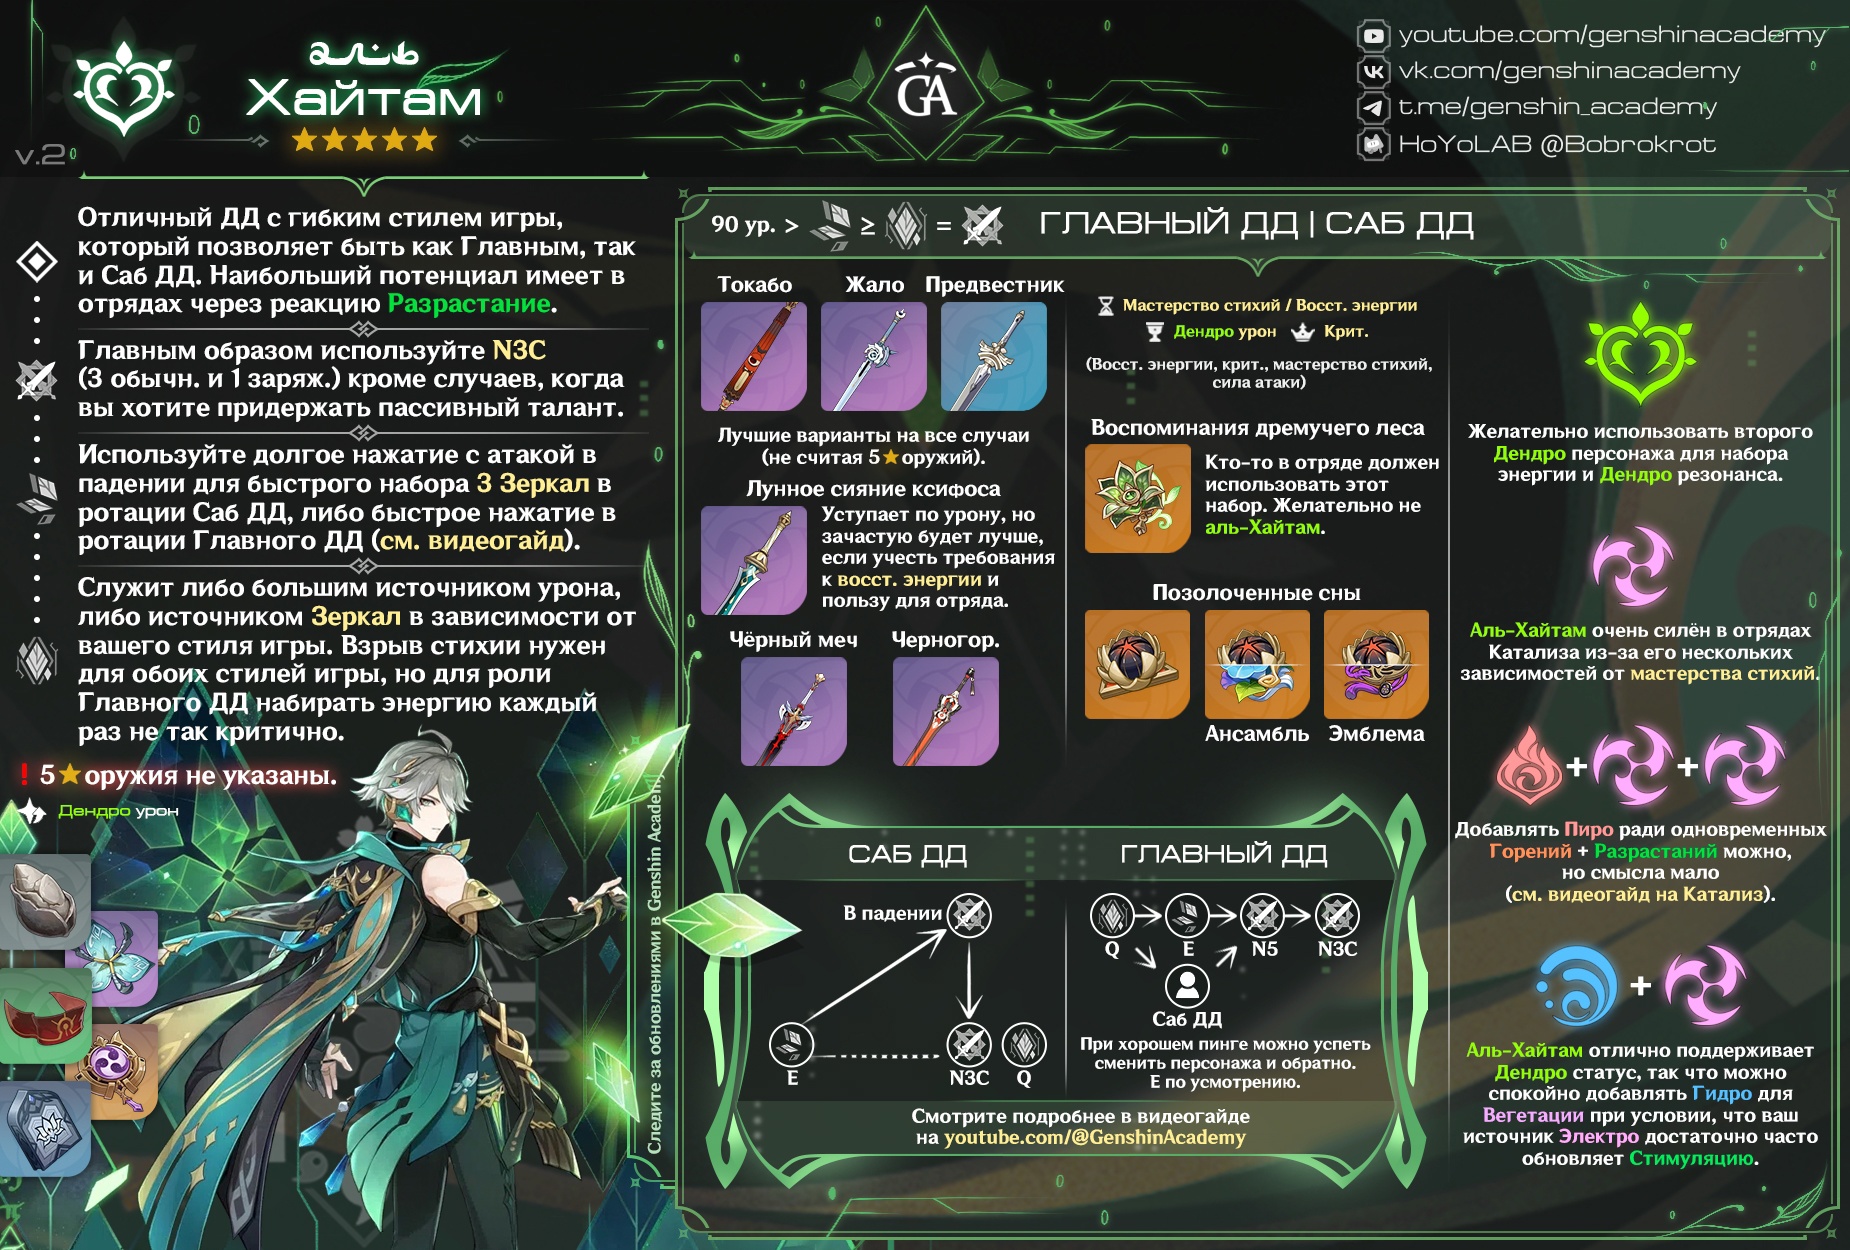 аль
Хайтам
v.2
GA
youtube.com/genshinacademy
vk.com/genshinacademy
t.me/genshin_academy
HoYoLAB @Bobrokrot
Отличный ДД с гибким стилем игры,
который позволяет быть как Главным, так
и Саб ДД. Наибольший потенциал имеет в
отрядах через реакцию Разрастание.
Главным образом используйте N3C
(3 обычн. и 1 заряж.) кроме случаев, когда
вы хотите придержать пассивный талант.
Используйте долгое нажатие с атакой в
падении для быстрого набора 3 Зеркал в
ротации Саб ДД, либо быстрое нажатие в
ротации Главного ДД (см. видеогайд).
Служит либо большим источником урона,
либо источником Зеркал в зависимости от
вашего стиля игры. Взрыв стихии нужен
для обоих стилей игры, но для роли
Главного ДД набирать энергию каждый
раз не так критично.
! 5★оружия не указаны.
Дендро урон
Следите за обновлениями в Genshin Academy
90 ур. > ≥ =
ГЛАВНЫЙ ДД | САБ ДД
Токабо Жало Предвестник
Лучшие варианты на все случаи
(не считая 5★оружий).
Лунное сияние ксифоса
Уступает по урону, но
зачастую будет лучше,
если учесть требования
к восст. энергии и
пользу для отряда.
Чёрный меч Черногор.
Мастерство стихий / Восст. энергии
Дендро урон Крит.
(Восст. энергии, крит., мастерство стихий,
сила атаки)
Воспоминания дремучего леса
Кто-то в отряде должен
использовать этот
набор. Желательно не
аль-Хайтам.
Позолоченные сны
Ансамбль Эмблема
САБ ДД
В падении
E N3C Q
ГЛАВНЫЙ ДД
Q E N5 N3C
Саб ДД
При хорошем пинге можно успеть
сменить персонажа и обратно.
E по усмотрению.
Смотрите подробнее в видеогайде
на youtube.com/@GenshinAcademy
Желательно использовать второго
Дендро персонажа для набора
энергии и Дендро резонанса.
Аль-Хайтам очень силён в отрядах
Катализа из-за его нескольких
зависимостей от мастерства стихий.
+ +
Добавлять Пиро ради одновременных
Горений + Разрастаний можно,
но смысла мало
(см. видеогайд на Катализ).
+
Аль-Хайтам отлично поддерживает
Дендро статус, так что можно
спокойно добавлять Гидро для
Вегетации при условии, что ваш
источник Электро достаточно часто
обновляет Стимуляцию.